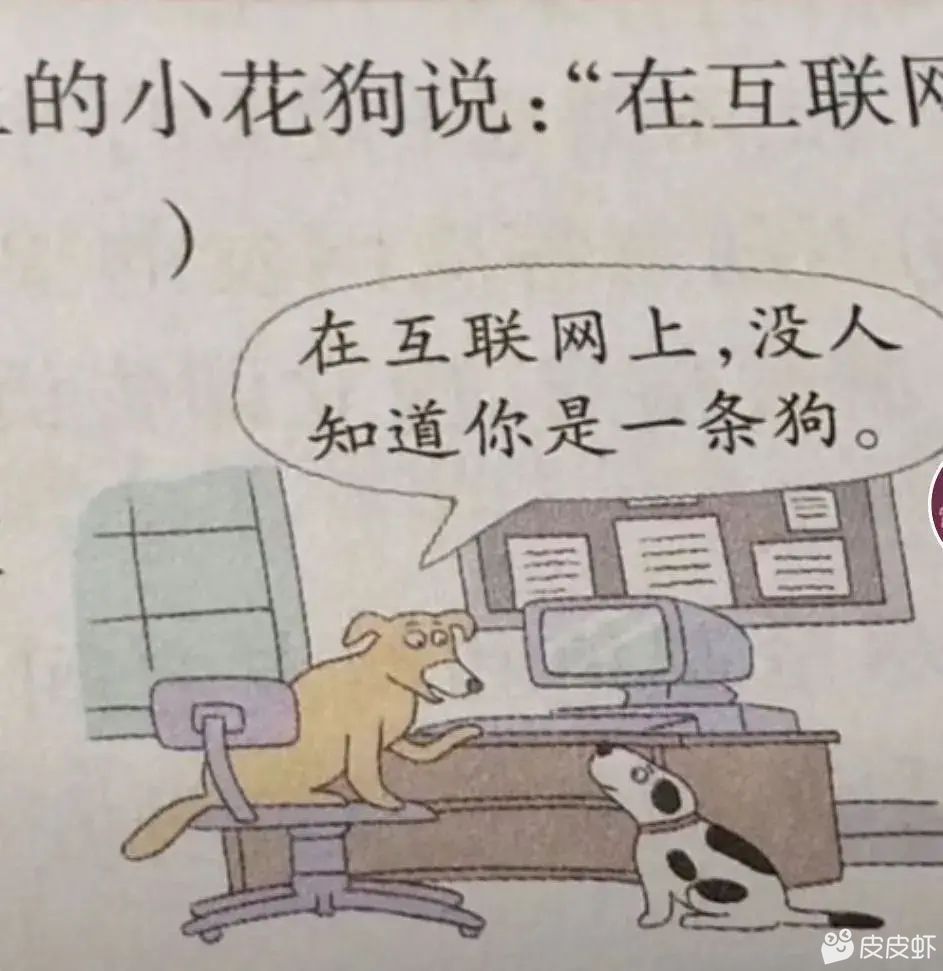 的小花狗说：“在互联网
）
在互联网上，没人
知道你是一条狗。
皮皮虾